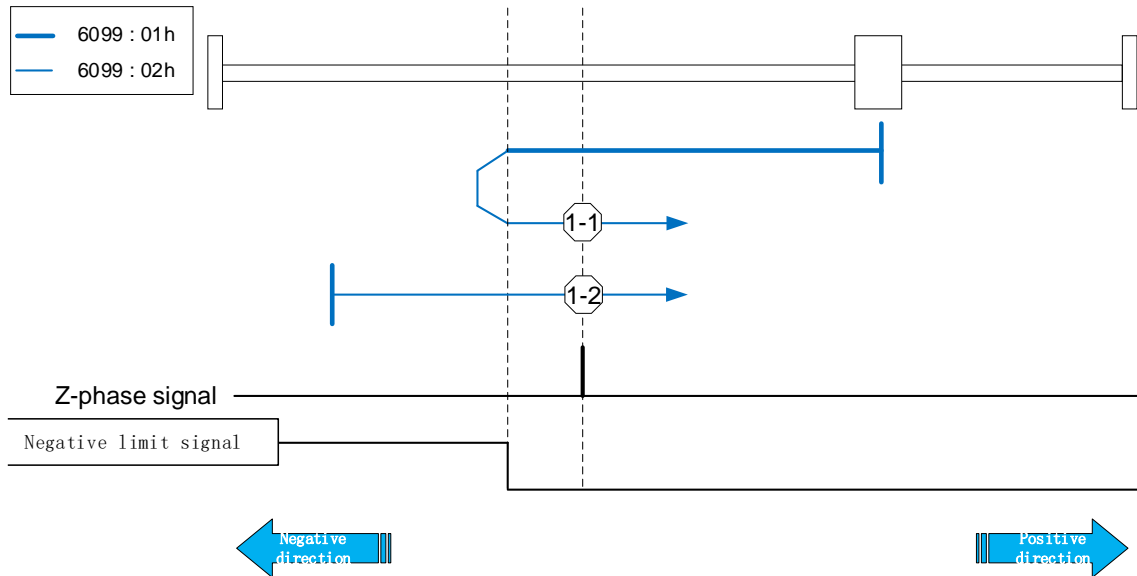 6099 : 01h
6099 : 02h
1-1
1-2
Z-phase signal
Negative limit signal
Negative
direction
Positive
direction